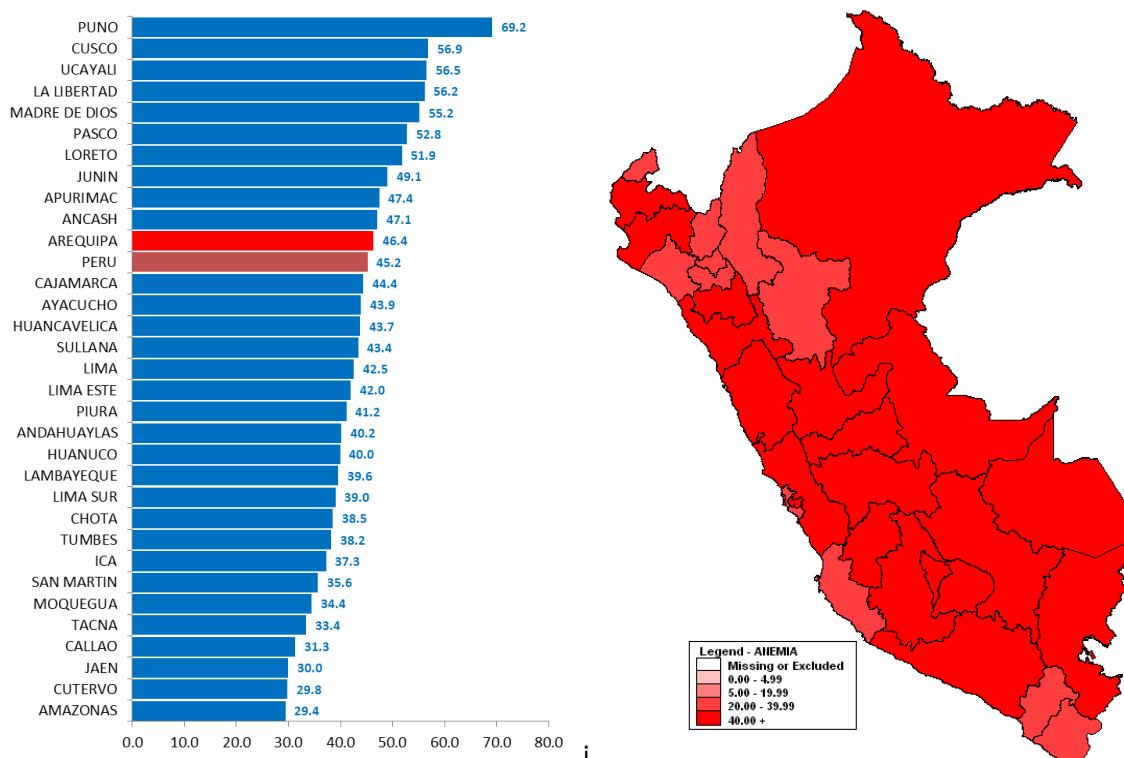 PUNO 69.2
CUSCO 56.9
UCAYALI 56.5
LA LIBERTAD 56.2
MADRE DE DIOS 55.2
PASCO 52.8
LORETO 51.9
JUNIN 49.1
APURIMAC 47.4
ANCASH 47.1
AREQUIPA 46.4
PERU 45.2
CAJAMARCA 44.4
AYACUCHO 43.9
HUANCAVELICA 43.7
SULLANA 43.4
LIMA 42.5
LIMA ESTE 42.0
PIURA 41.2
ANDAHUAYLAS 40.2
HUANUCO 40.0
LAMBAYEQUE 39.6
LIMA SUR 39.0
CHOTA 38.5
TUMBES 38.2
ICA 37.3
SAN MARTIN 35.6
MOQUEGUA 34.4
TACNA 33.4
CALLAO 31.3
JAEN 30.0
CUTERVO 29.8
AMAZONAS 29.4
0.0 10.0 20.0 30.0 40.0 50.0 60.0 70.0 80.0
i
Legend - ANEMIA
Missing or Excluded
0.00 - 4.99
5.00 - 19.99
20.00 - 39.99
40.00 +